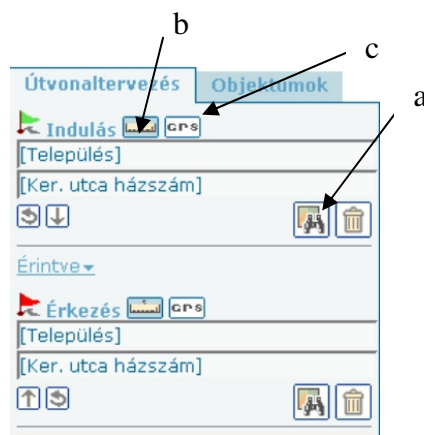 b
c
a
Útvonaltervezés Objektumok
Indulás GPS
[Település]
[Ker. utca házszám]
Érintve
Érkezés GPS
[Település]
[Ker. utca házszám]